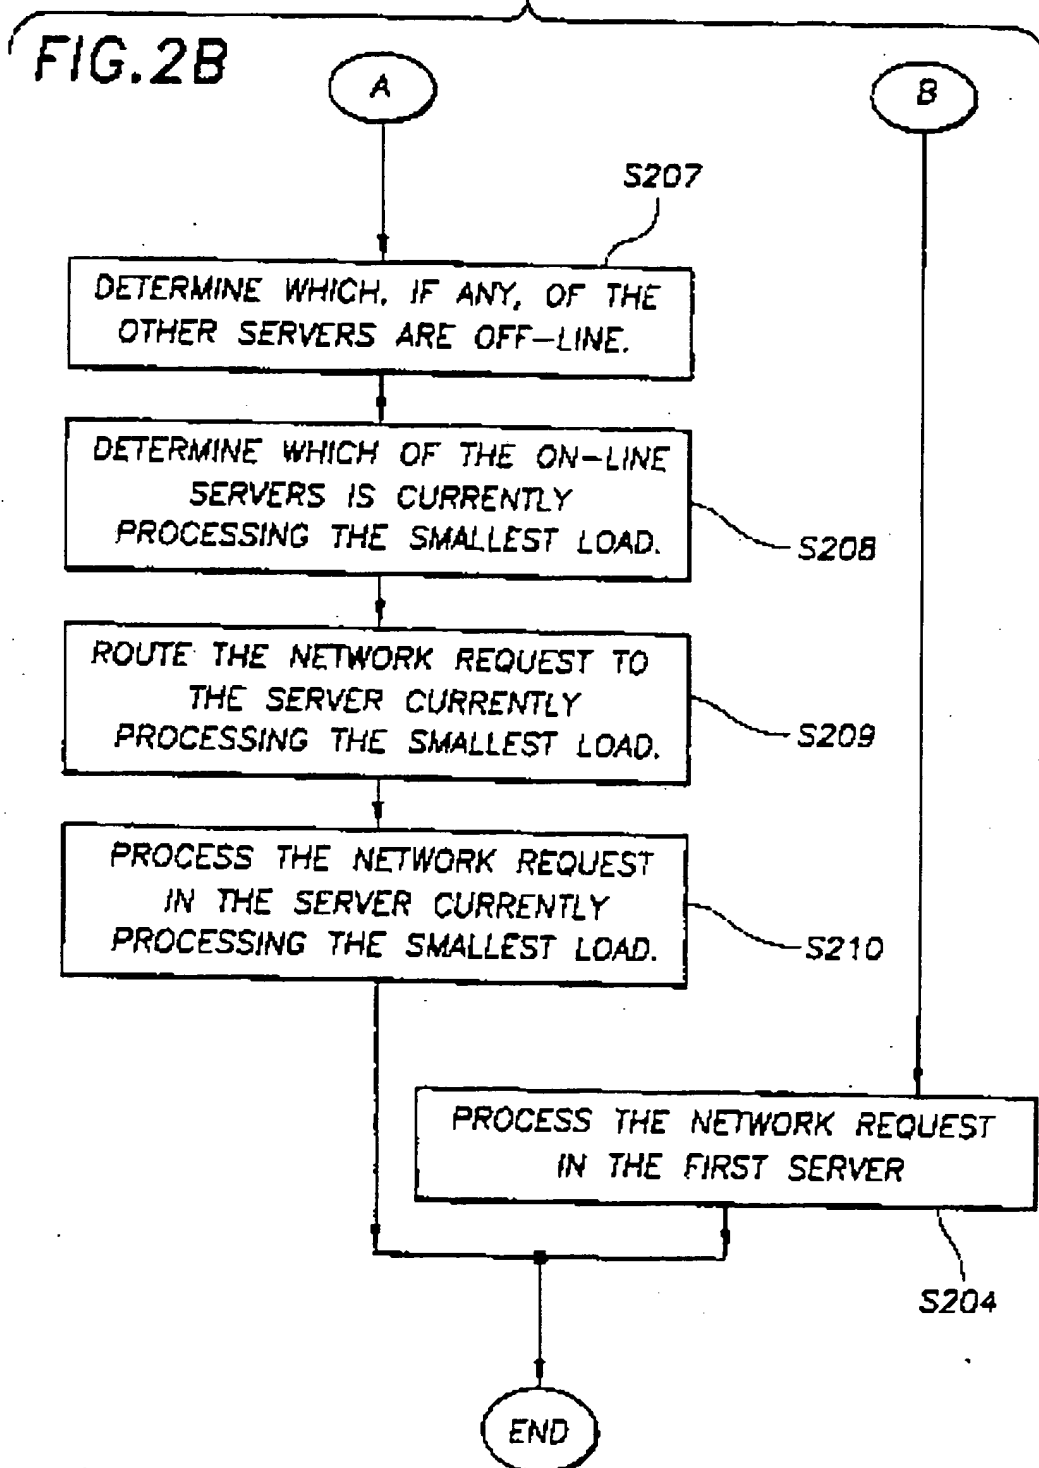 FIG.2B
A
B
S207
DETERMINE WHICH, IF ANY, OF THE
OTHER SERVERS ARE OFF-LINE.
DETERMINE WHICH OF THE ON-LINE
SERVERS IS CURRENTLY
PROCESSING THE SMALLEST LOAD.
S208
ROUTE THE NETWORK REQUEST TO
THE SERVER CURRENTLY
PROCESSING THE SMALLEST LOAD.
S209
PROCESS THE NETWORK REQUEST
IN THE SERVER CURRENTLY
PROCESSING THE SMALLEST LOAD.
S210
PROCESS THE NETWORK REQUEST
IN THE FIRST SERVER
S204
END